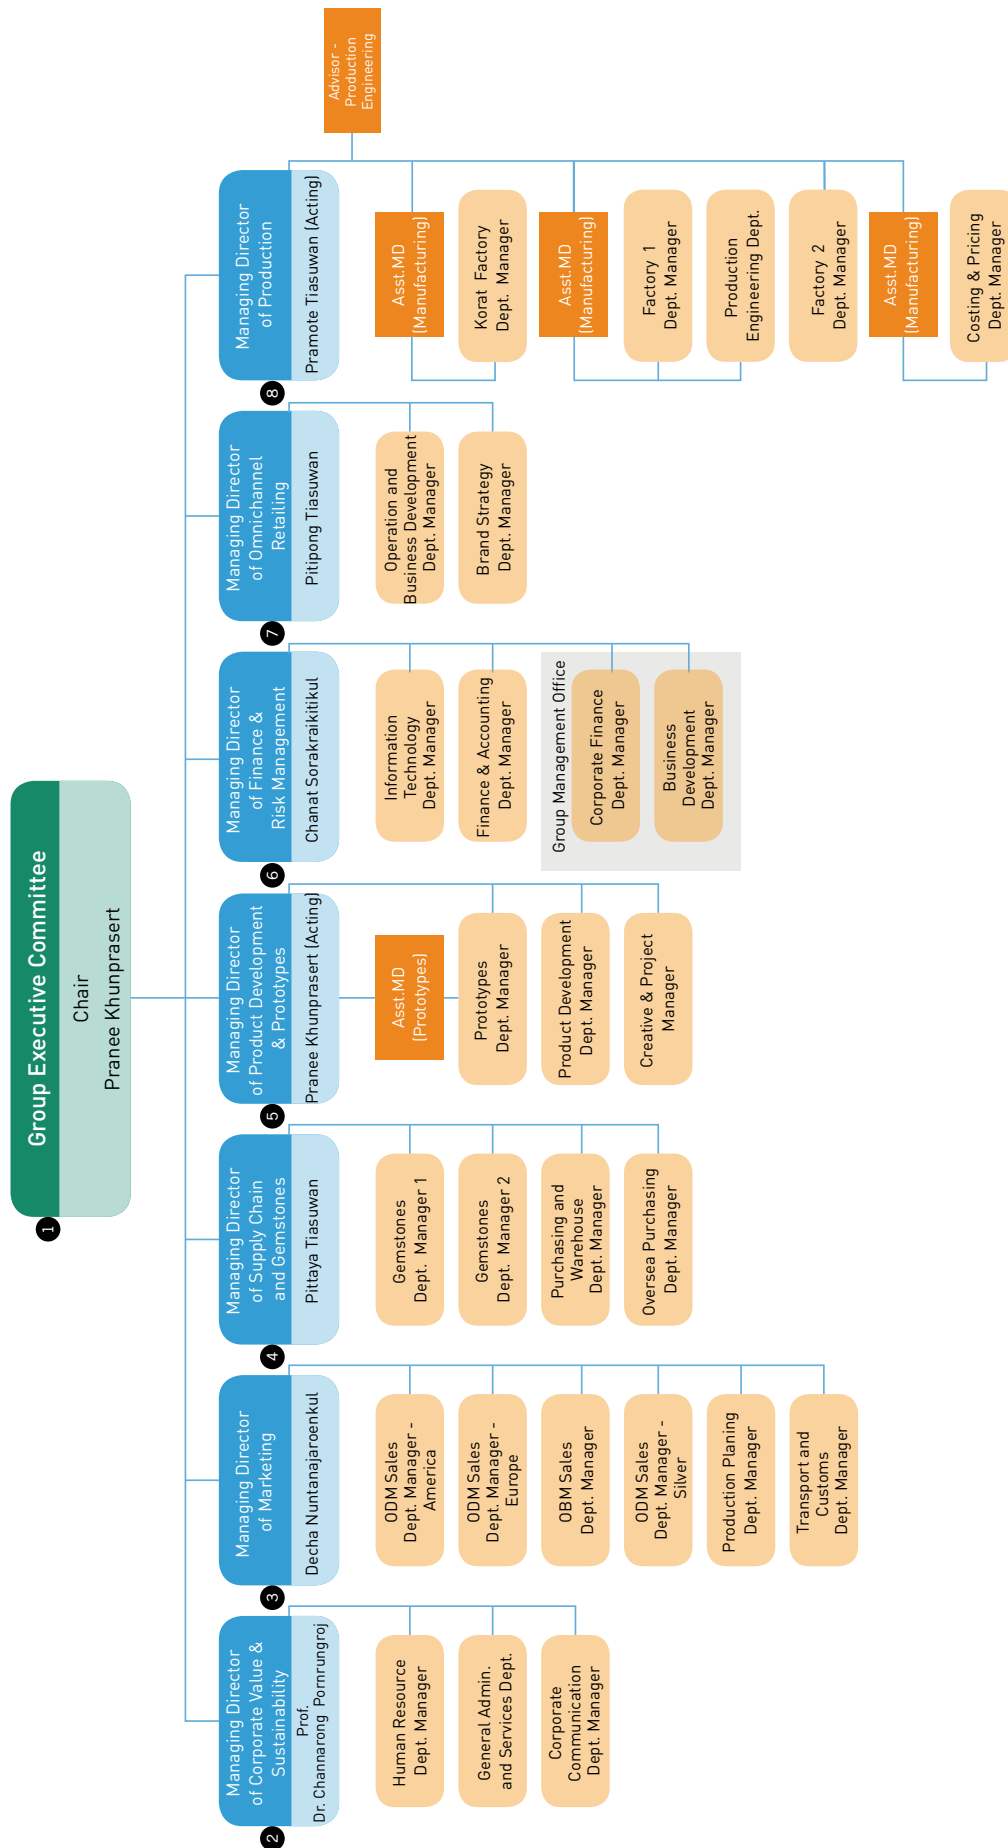 1
Group Executive Committee
Chair
Pranee Khunprasert
2
Managing Director
of Corporate Value &
Sustainability
Prof.
Dr. Channarong Pornrungroj
Human Resource
Dept. Manager
General Admin.
and Services Dept.
Corporate
Communication
Dept. Manager
3
Managing Director
of Marketing
Decha Nuntanajaroenkul
ODM Sales
Dept. Manager -
America
ODM Sales
Dept. Manager -
Europe
OBM Sales
Dept. Manager
ODM Sales
Dept. Manager -
Silver
Production Planing
Dept. Manager
Transport and
Customs
Dept. Manager
4
Managing Director
of Supply Chain
and Gemstones
Pittaya Tiasuwan
Gemstones
Dept. Manager 1
Gemstones
Dept. Manager 2
Purchasing and
Warehouse
Dept. Manager
Oversea Purchasing
Dept. Manager
5
Managing Director
of Product Development
& Prototypes
Pranee Khunprasert (Acting)
Asst.MD
(Prototypes)
Prototypes
Dept. Manager
Product Development
Dept. Manager
Creative & Project
Manager
6
Managing Director
of Finance &
Risk Management
Chanat Sorakraikitikul
Information
Technology
Dept. Manager
Finance & Accounting
Dept. Manager
Group Management Office
Corporate Finance
Dept. Manager
Business
Development
Dept. Manager
7
Managing Director
of Omnichannel
Retailing
Pitipong Tiasuwan
Operation and
Business Development
Dept. Manager
Brand Strategy
Dept. Manager
8
Managing Director
of Production
Pramote Tiasuwan (Acting)
Advisor -
Production
Engineering
Asst.MD
(Manufacturing)
Korat Factory
Dept. Manager
Asst.MD
(Manufacturing)
Factory 1
Dept. Manager
Production
Engineering Dept.
Factory 2
Dept. Manager
Asst.MD
(Manufacturing)
Costing & Pricing
Dept. Manager